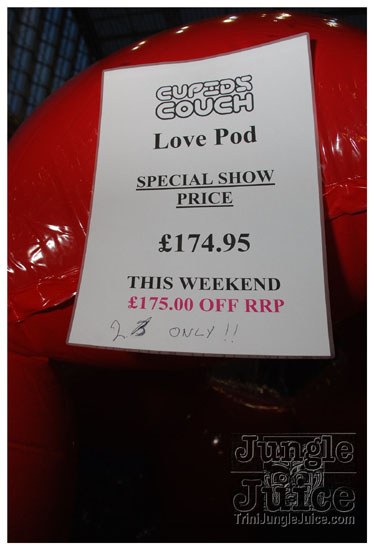 CUPIDS
COUCH
Love Pod
SPECIAL SHOW
PRICE
£174.95
THIS WEEKEND
£175.00 OFF RRP
ONLY !!
Jungle
Juice
TriniJungleJuice.com